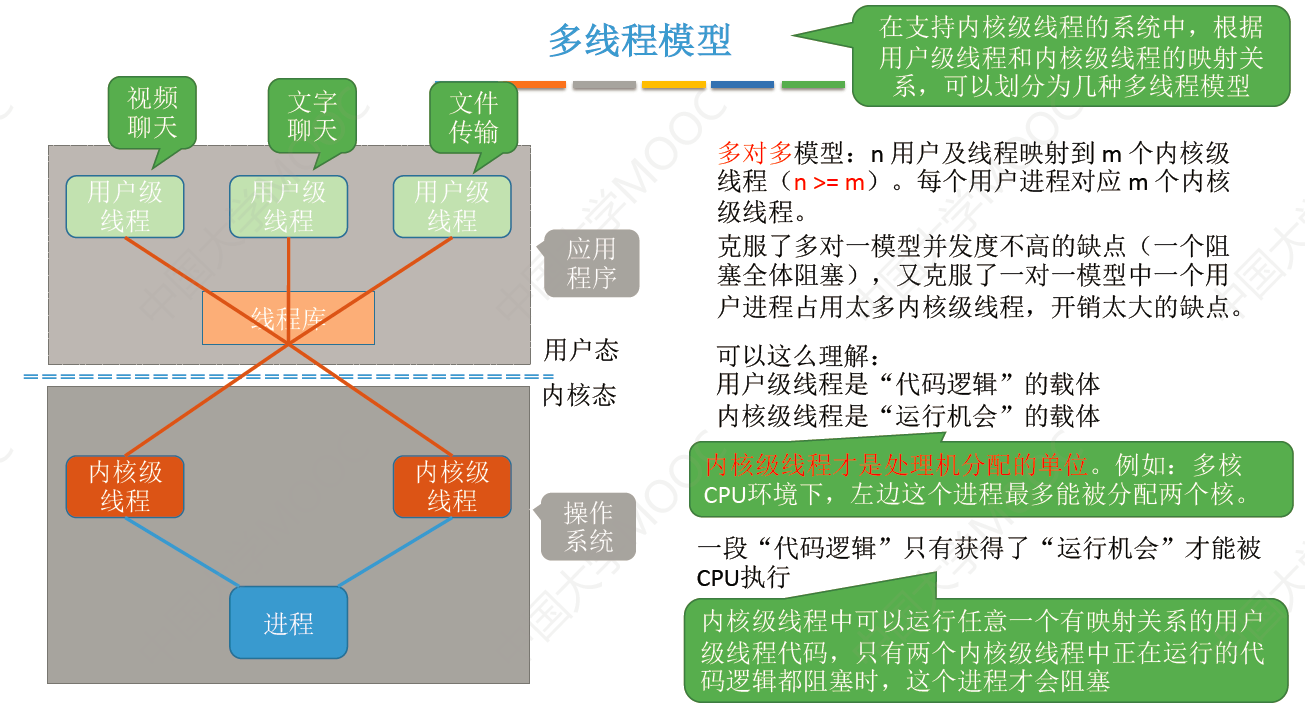 多线程模型
在支持内核级线程的系统中，根据
用户级线程和内核级线程的映射关
系，可以划分为几种多线程模型
视频
聊天
文字
聊天
文件
传输
用户级
线程
用户级
线程
用户级
线程
应用
程序
线程库
用户态
内核态
内核级
线程
内核级
线程
操作
系统
进程
多对多模型：n 用户及线程映射到 m 个内核级
线程（n >= m）。每个用户进程对应 m 个内核
级线程。
克服了多对一模型并发度不高的缺点（一个阻
塞全体阻塞），又克服了一对一模型中一个用
户进程占用太多内核级线程，开销太大的缺点。
可以这么理解：
用户级线程是“代码逻辑”的载体
内核级线程是“运行机会”的载体
内核级线程才是处理机分配的单位。例如：多核
CPU环境下，左边这个进程最多能被分配两个核。
一段“代码逻辑”只有获得了“运行机会”才能被
CPU执行
内核级线程中可以运行任意一个有映射关系的用户
级线程代码，只有两个内核级线程中正在运行的代
码逻辑都阻塞时，这个进程才会阻塞
中国大学MOOC